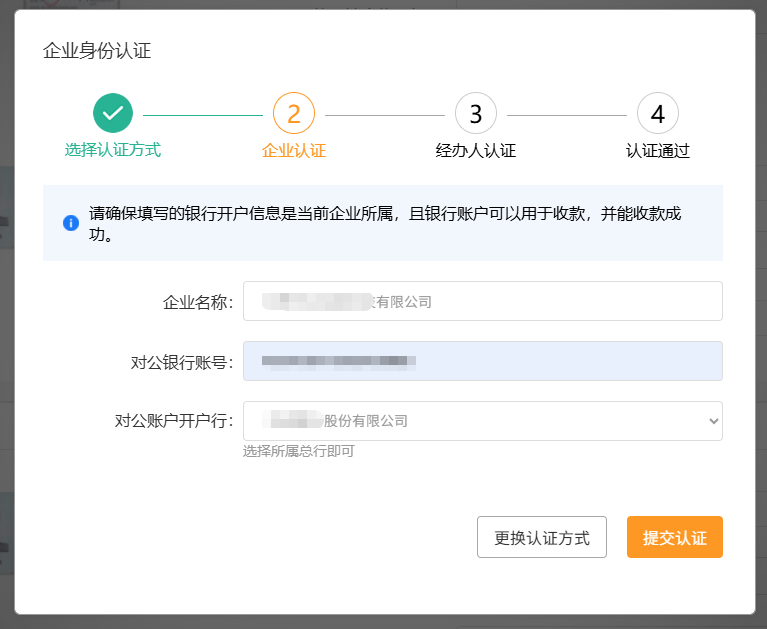 企业身份认证
2
3
4
选择认证方式
企业认证
经办人认证
认证通过
请确保填写的银行开户信息是当前企业所属，且银行账户可以用于收款，并能收款成
功。
企业名称：
有限公司
对公银行账号：
对公账户开户行：
股份有限公司
选择所属总行即可
更换认证方式
提交认证